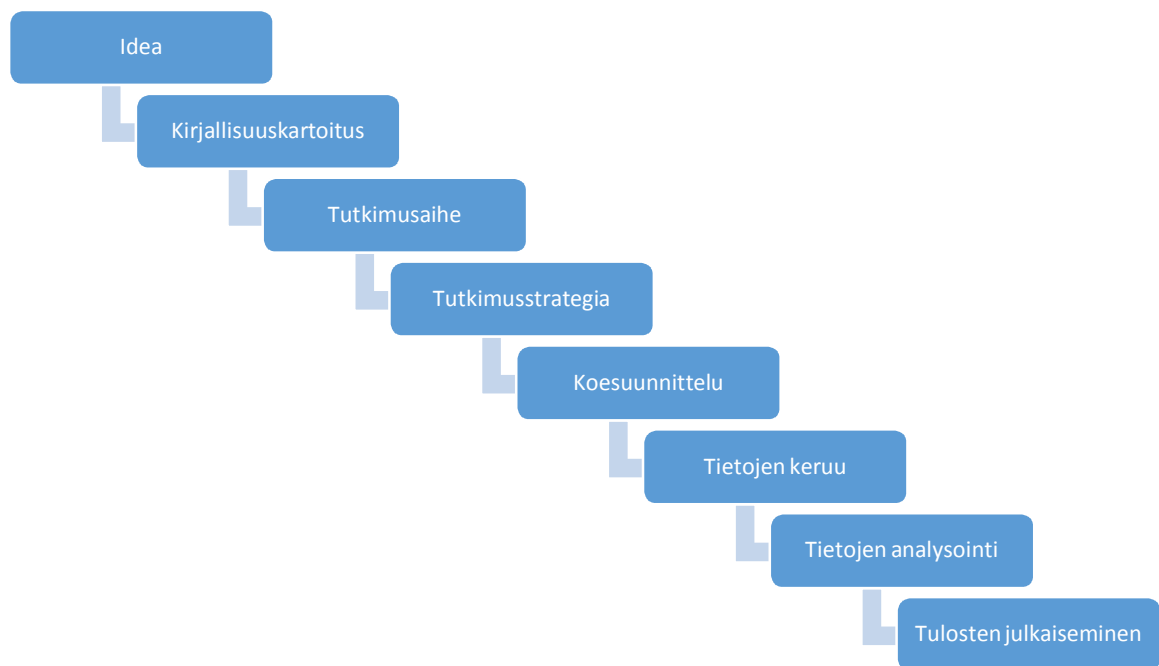 Idea
Kirjallisuuskartoitus
Tutkimusaihe
Tutkimusstrategia
Koesuunnittelu
Tietojen keruu
Tietojen analysointi
Tulosten julkaiseminen